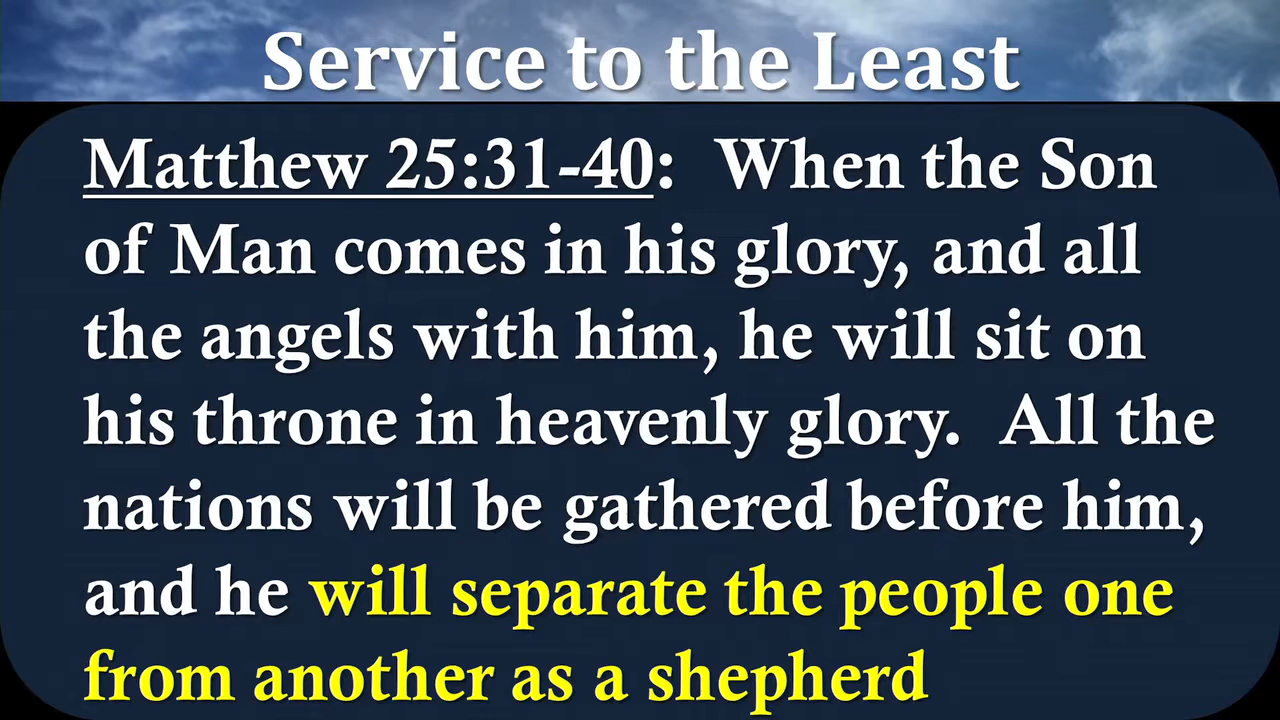 Service to the Least
Matthew 25:31-40:  When the Son
of Man comes in his glory, and all
the angels with him, he will sit on
his throne in heavenly glory.  All the
nations will be gathered before him,
and he will separate the people one
from another as a shepherd